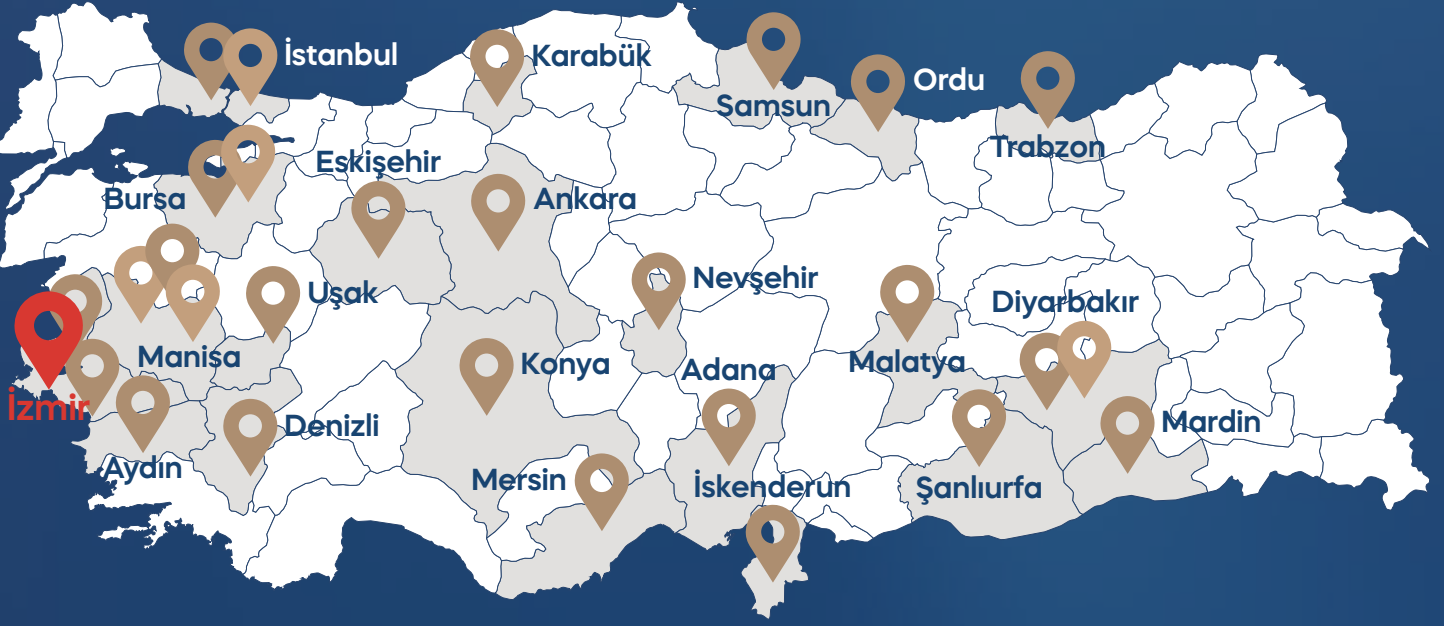 İstanbul
Karabük
Ordu
Samsun
Trabzon
Eskişehir
Bursa
Ankara
Nevşehir
Uşak
Diyarbakır
Manisa
Konya
Adana
Malatya
İzmir
Denizli
Mardin
Aydın
Mersin
İskenderun
Şanlıurfa